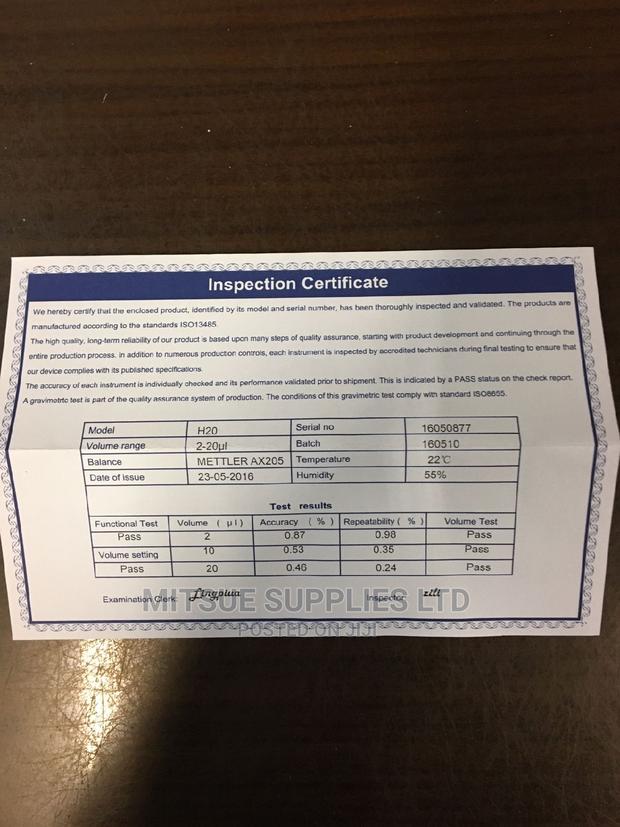 Inspection Certificate
We hereby certify that the enclosed product, identified by its model and serial number, has been thoroughly inspected and validated. The products are
manufactured according to the standards ISO13485.
The high quality, long-term reliability of our product is based upon many steps of quality assurance, starting with product development and continuing through the
entire production process. In addition to numerous production controls, each instrument is inspected by accredited technicians during final testing to ensure that
our device complies with its published specifications.
The accuracy of each instrument is individually checked and its performance validated prior to shipment. This is indicated by a PASS status on the check report.
A gravimetric test is part of the quality assurance system of production. The conditions of this gravimetric test comply with standard ISO8655.
Model H20 Serial no 16050877
Volume range 2-20μl Batch 160510
Balance METTLER AX205 Temperature 22℃
Date of issue 23-05-2016 Humidity 55%
Test results
Functional Test Volume ( μl ) Accuracy ( % ) Repeatability ( % ) Volume Test
Pass 2 0.87 0.98 Pass
Volume setting 10 0.53 0.35 Pass
Pass 20 0.46 0.24 Pass
Examination Clerk: Inspector: zili
MITSUE SUPPLIES LTD
POSTED ON JIJI